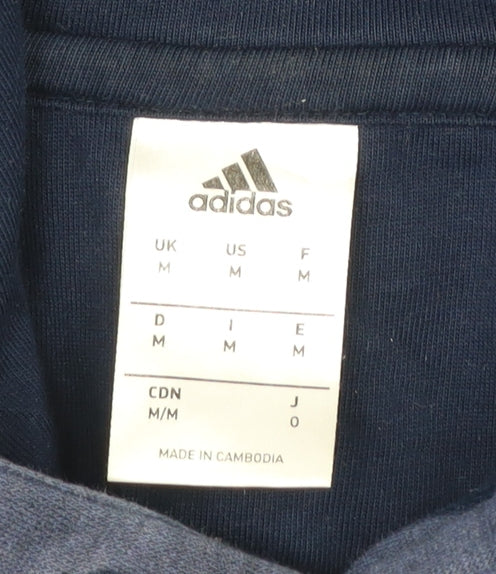 adidas
UK US F
M M M
D I E
M M M
CDN J
M/M O
MADE IN CAMBODIA